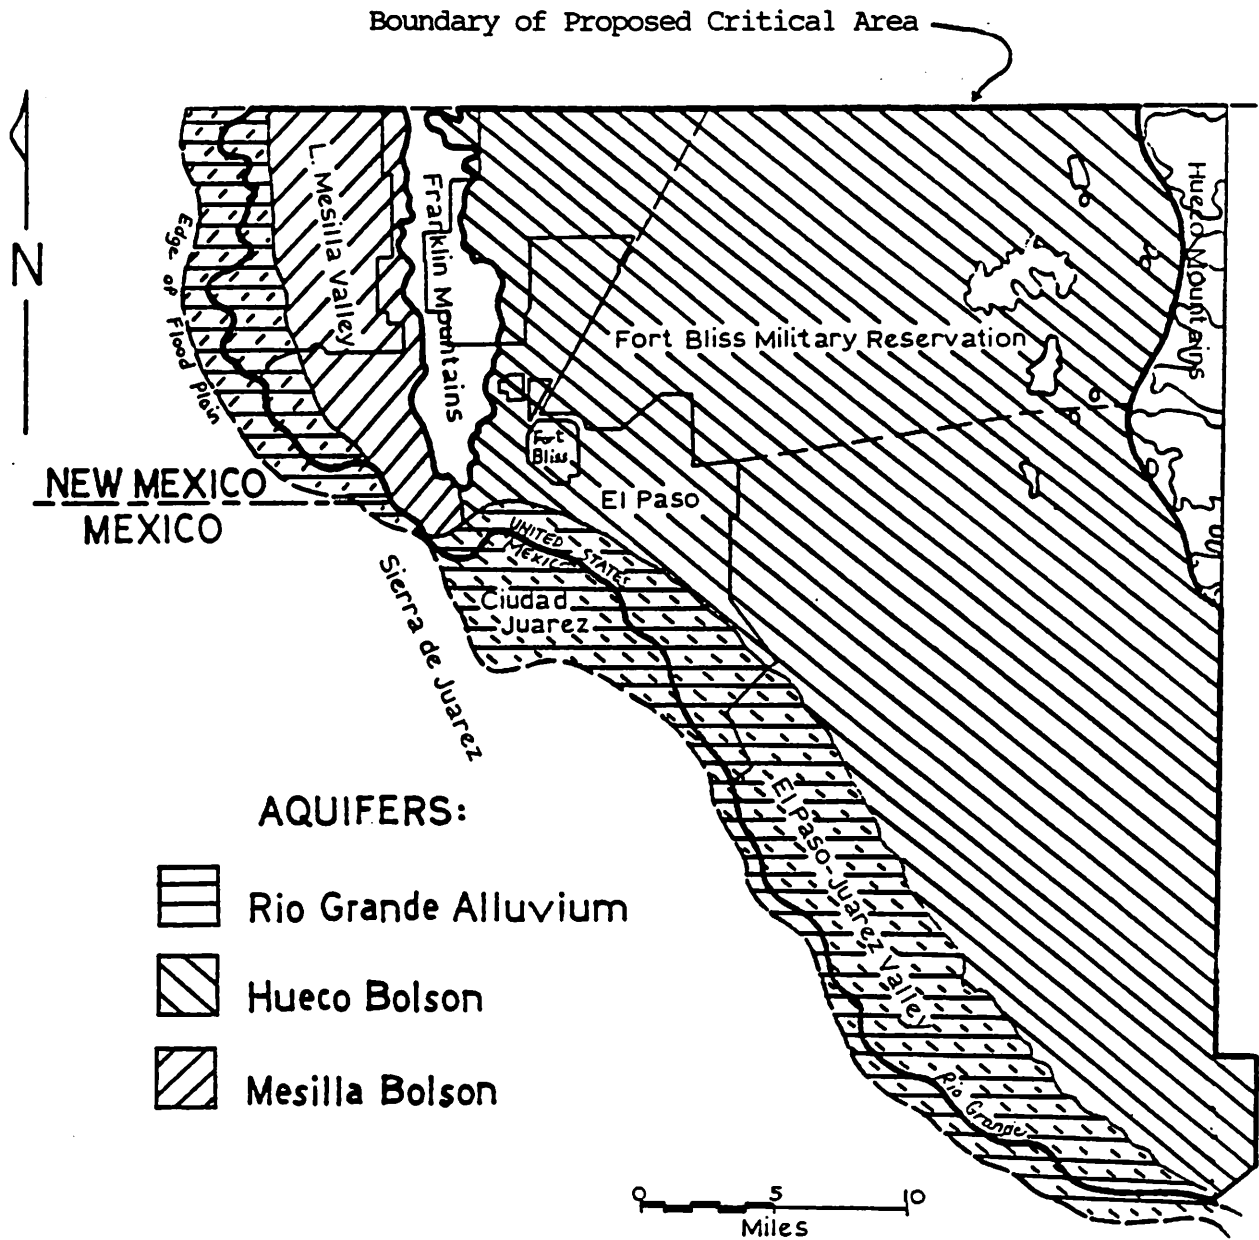 Boundary of Proposed Critical Area
N
L. Mesilla Valley
Franklin Mountains
Hueco Mountains
Edge of Flood Plain
Fort Bliss Military Reservation
Fort
Bliss
NEW MEXICO
MEXICO
El Paso
UNITED STATES
MEXICO
Ciudad
Juarez
Sierra de Juarez
El Paso-Juarez Valley
Rio Grande
AQUIFERS:
Rio Grande Alluvium
Hueco Bolson
Mesilla Bolson
0 5 10
Miles